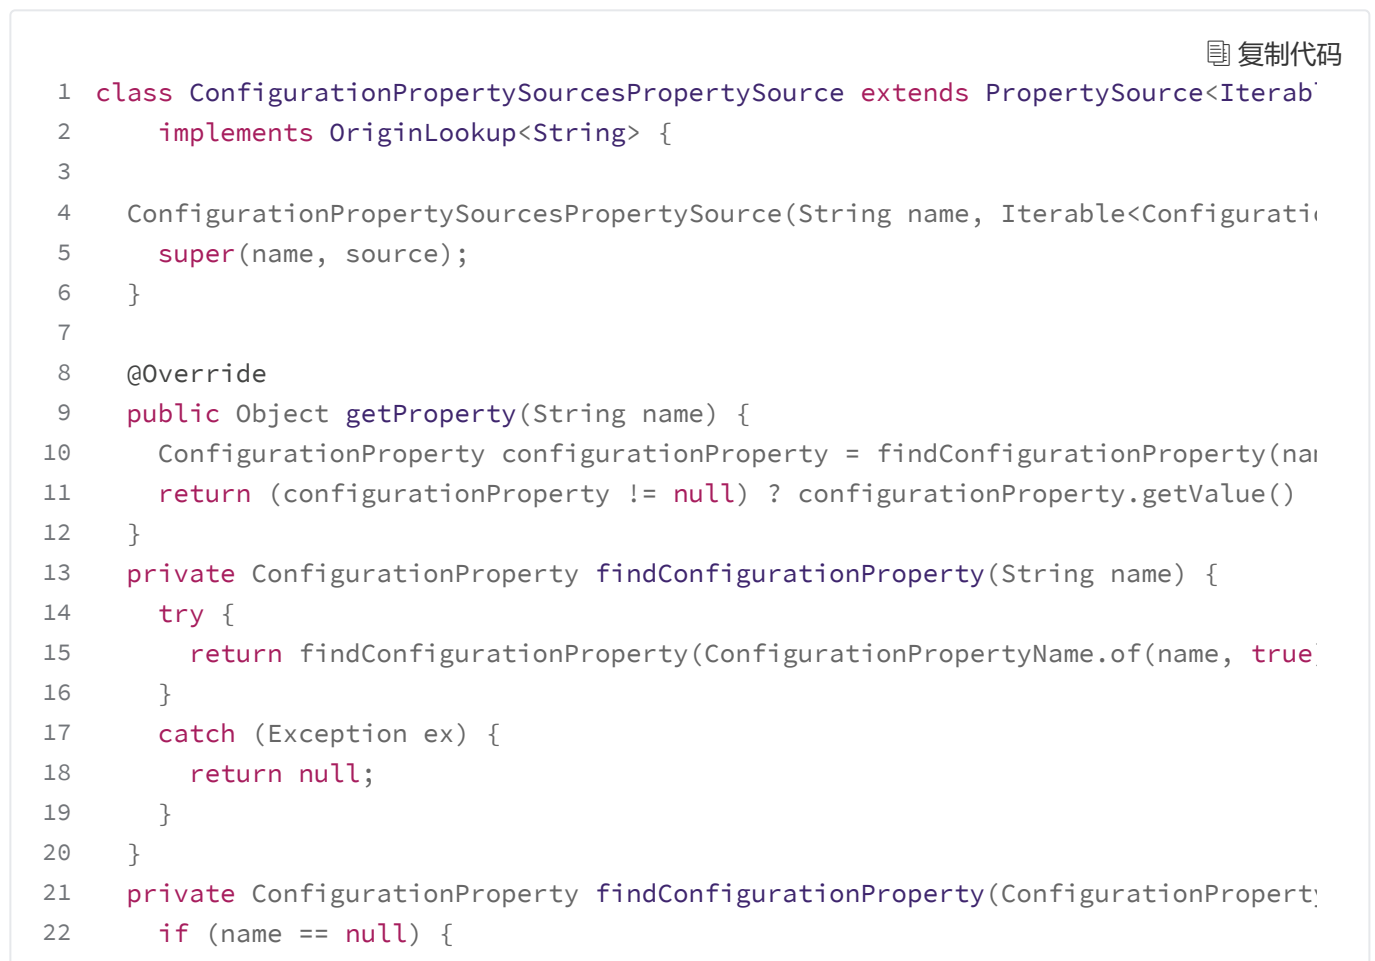 复制代码
1 class ConfigurationPropertySourcesPropertySource extends PropertySource<Iterabl
2     implements OriginLookup<String> {
3
4   ConfigurationPropertySourcesPropertySource(String name, Iterable<Configuratio
5     super(name, source);
6   }
7
8   @Override
9   public Object getProperty(String name) {
10     ConfigurationProperty configurationProperty = findConfigurationProperty(nam
11     return (configurationProperty != null) ? configurationProperty.getValue()
12   }
13   private ConfigurationProperty findConfigurationProperty(String name) {
14     try {
15       return findConfigurationProperty(ConfigurationPropertyName.of(name, true)
16     }
17     catch (Exception ex) {
18       return null;
19     }
20   }
21   private ConfigurationProperty findConfigurationProperty(ConfigurationProperty
22     if (name == null) {